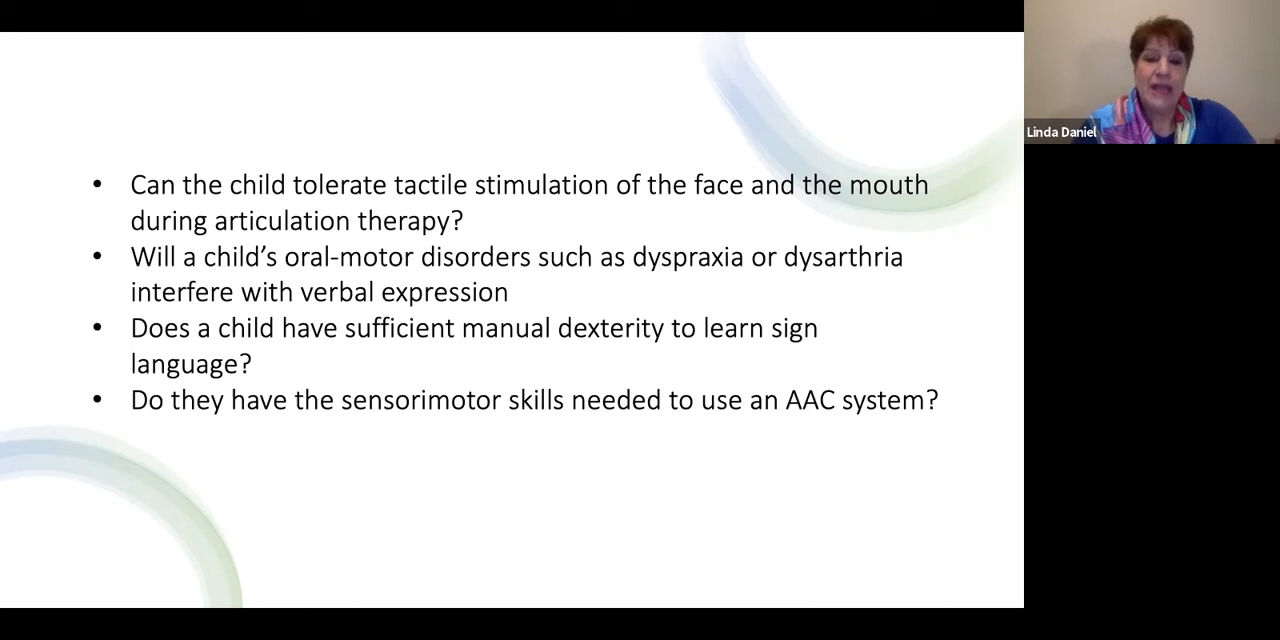 • Can the child tolerate tactile stimulation of the face and the mouth
during articulation therapy?
• Will a child’s oral-motor disorders such as dyspraxia or dysarthria
interfere with verbal expression
• Does a child have sufficient manual dexterity to learn sign
language?
• Do they have the sensorimotor skills needed to use an AAC system?
Linda Daniel